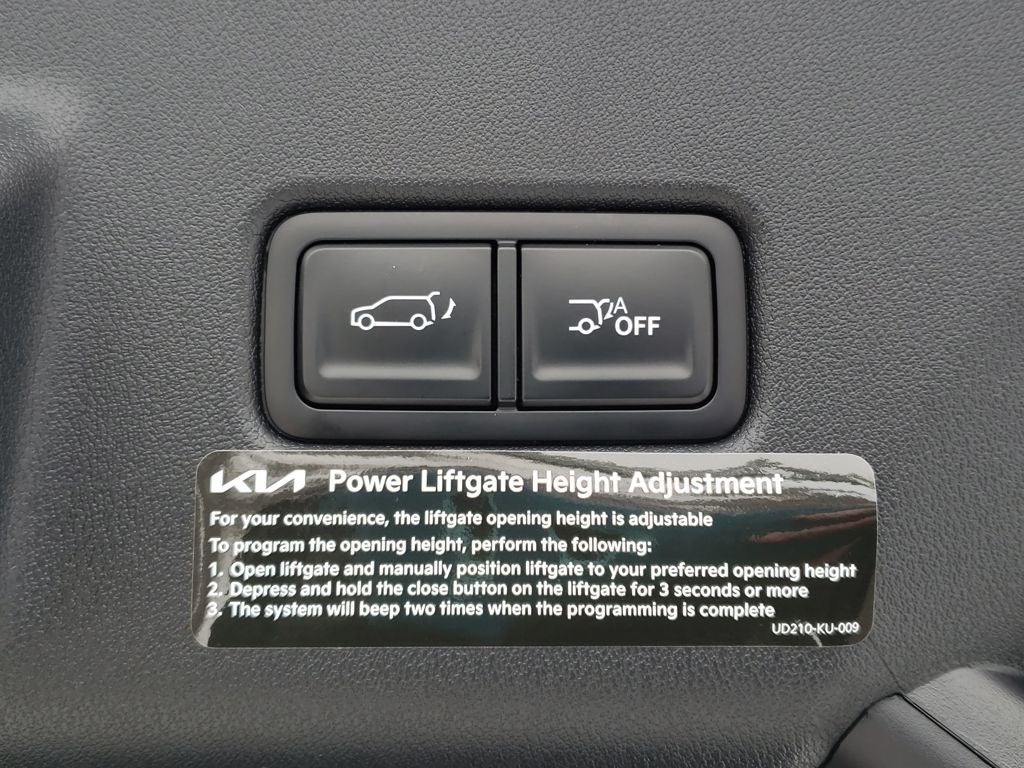 A
OFF
KIA Power Liftgate Height Adjustment
For your convenience, the liftgate opening height is adjustable
To program the opening height, perform the following:
1. Open liftgate and manually position liftgate to your preferred opening height
2. Depress and hold the close button on the liftgate for 3 seconds or more
3. The system will beep two times when the programming is complete
UD210-KU-009